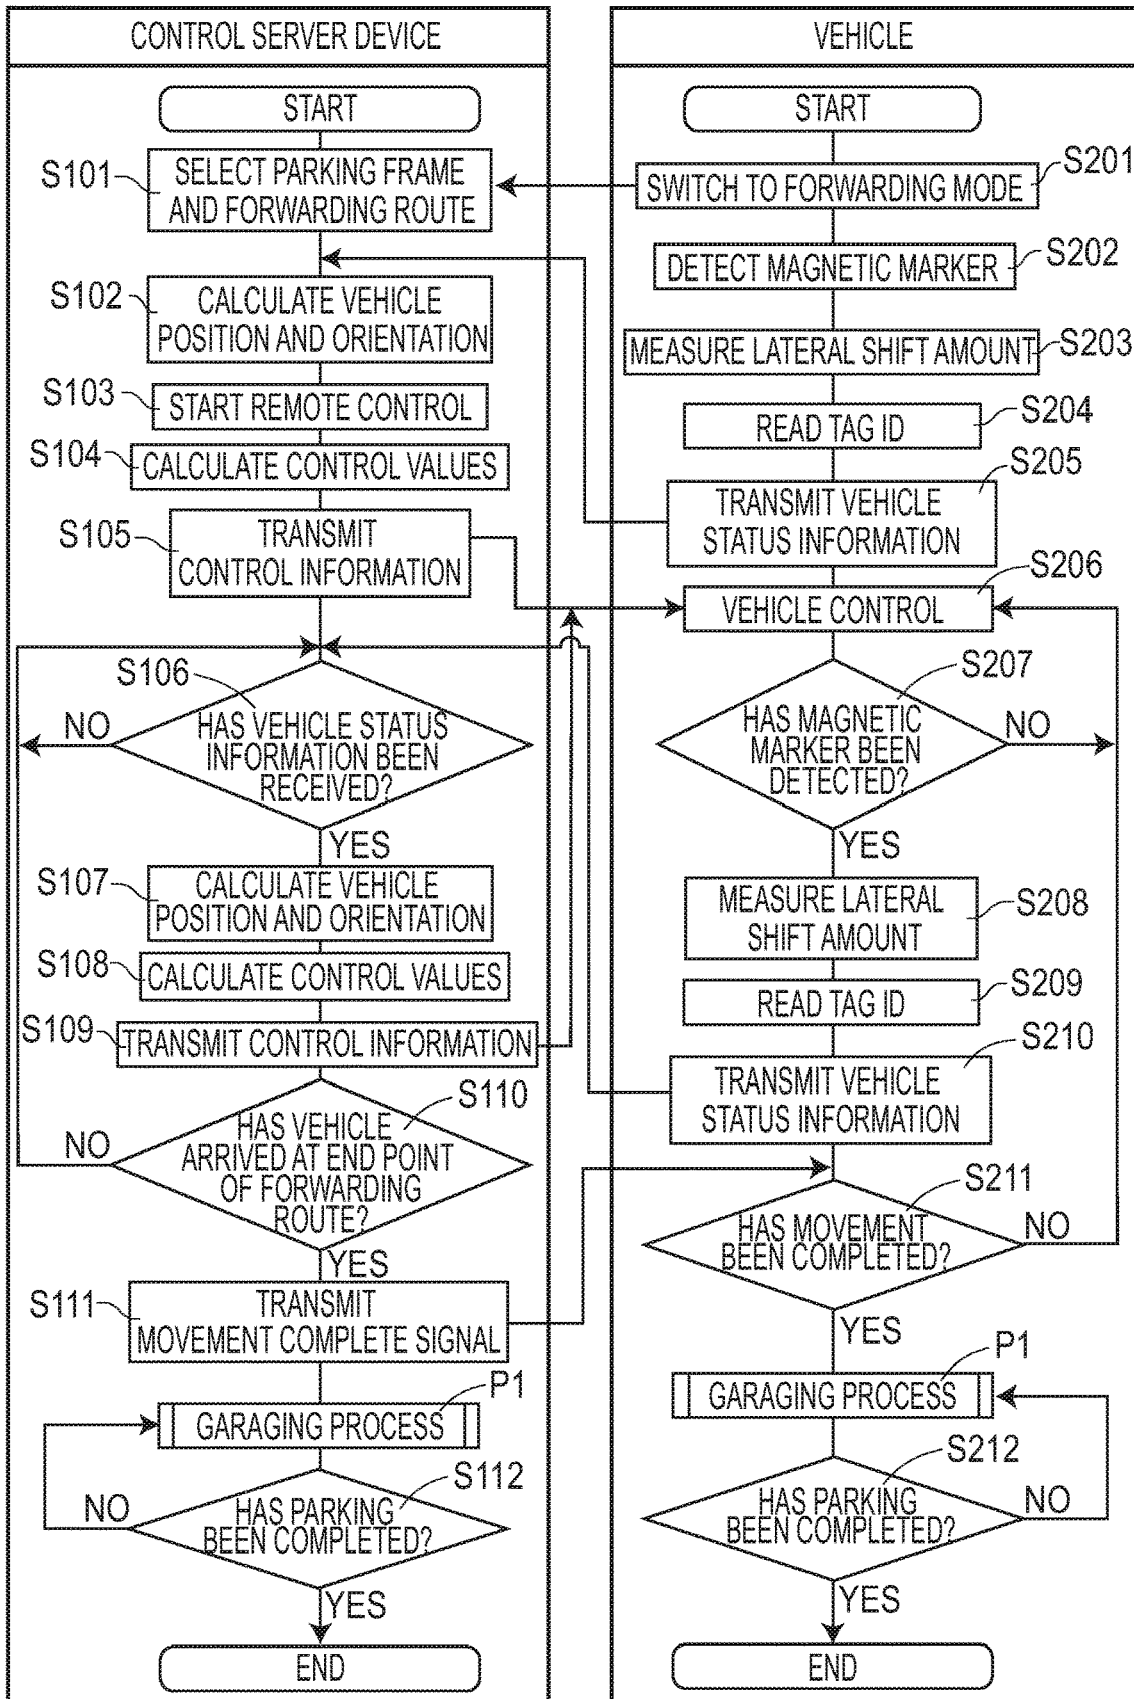 CONTROL SERVER DEVICE
START
S101
SELECT PARKING FRAME
AND FORWARDING ROUTE
S102
CALCULATE VEHICLE
POSITION AND ORIENTATION
S103
START REMOTE CONTROL
S104
CALCULATE CONTROL VALUES
S105
TRANSMIT
CONTROL INFORMATION
S106
HAS VEHICLE STATUS
INFORMATION BEEN
RECEIVED?
NO
YES
S107
CALCULATE VEHICLE
POSITION AND ORIENTATION
S108
CALCULATE CONTROL VALUES
S109
TRANSMIT CONTROL INFORMATION
S110
HAS VEHICLE
ARRIVED AT END POINT
OF FORWARDING
ROUTE?
NO
YES
S111
TRANSMIT
MOVEMENT COMPLETE SIGNAL
P1
GARAGING PROCESS
S112
HAS PARKING
BEEN COMPLETED?
NO
YES
END
VEHICLE
START
S201
SWITCH TO FORWARDING MODE
S202
DETECT MAGNETIC MARKER
S203
MEASURE LATERAL SHIFT AMOUNT
S204
READ TAG ID
S205
TRANSMIT VEHICLE
STATUS INFORMATION
S206
VEHICLE CONTROL
S207
HAS MAGNETIC
MARKER BEEN
DETECTED?
NO
YES
S208
MEASURE LATERAL
SHIFT AMOUNT
S209
READ TAG ID
S210
TRANSMIT VEHICLE
STATUS INFORMATION
S211
HAS MOVEMENT
BEEN COMPLETED?
NO
YES
P1
GARAGING PROCESS
S212
HAS PARKING
BEEN COMPLETED?
NO
YES
END